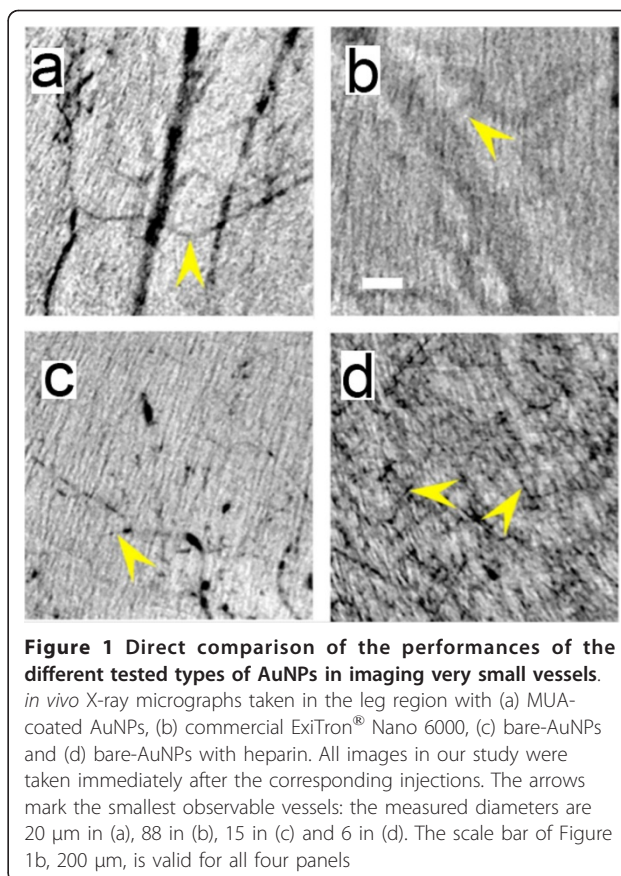 a
b
c
d
Figure 1 Direct comparison of the performances of the
different tested types of AuNPs in imaging very small vessels.
in vivo X-ray micrographs taken in the leg region with (a) MUA-
coated AuNPs, (b) commercial ExiTron® Nano 6000, (c) bare-AuNPs
and (d) bare-AuNPs with heparin. All images in our study were
taken immediately after the corresponding injections. The arrows
mark the smallest observable vessels: the measured diameters are
20 μm in (a), 88 in (b), 15 in (c) and 6 in (d). The scale bar of Figure
1b, 200 μm, is valid for all four panels